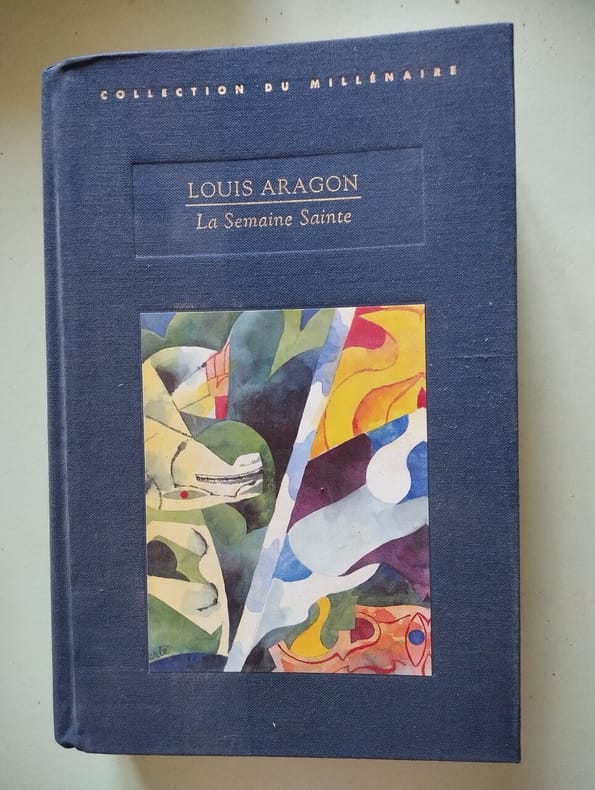 COLLECTION DU MILLÉNAIRE
LOUIS ARAGON
La Semaine Sainte